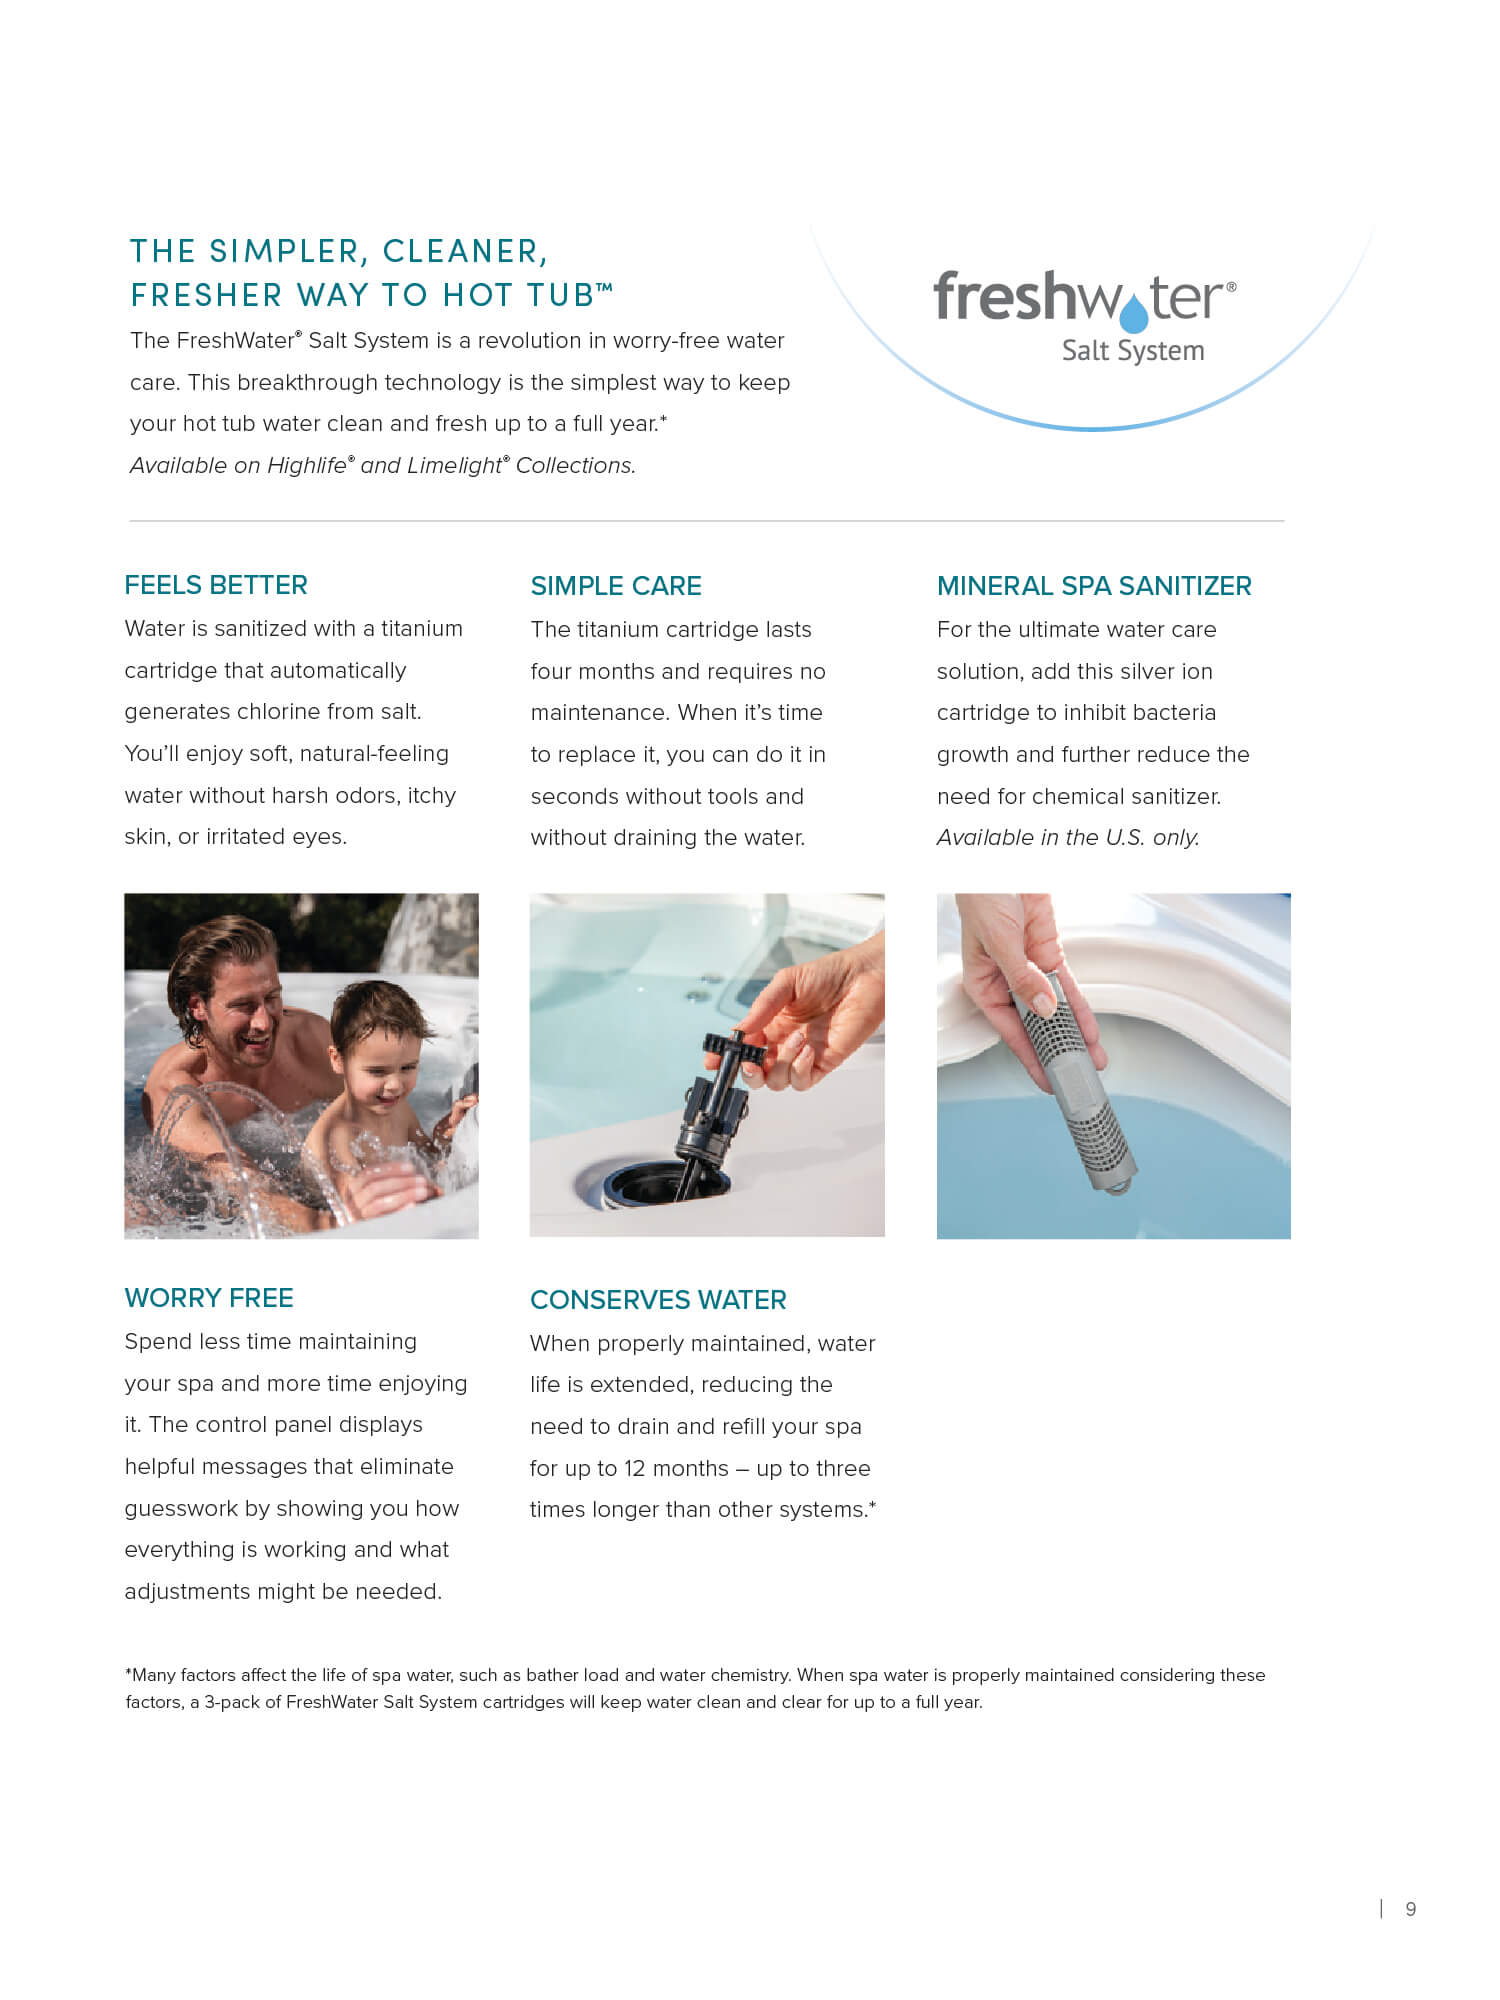 THE SIMPLER, CLEANER,
FRESHER WAY TO HOT TUB™
The FreshWater® Salt System is a revolution in worry-free water
care. This breakthrough technology is the simplest way to keep
your hot tub water clean and fresh up to a full year.*
Available on Highlife® and Limelight® Collections.
freshwater®
Salt System
FEELS BETTER
Water is sanitized with a titanium
cartridge that automatically
generates chlorine from salt.
You’ll enjoy soft, natural-feeling
water without harsh odors, itchy
skin, or irritated eyes.
SIMPLE CARE
The titanium cartridge lasts
four months and requires no
maintenance. When it’s time
to replace it, you can do it in
seconds without tools and
without draining the water.
MINERAL SPA SANITIZER
For the ultimate water care
solution, add this silver ion
cartridge to inhibit bacteria
growth and further reduce the
need for chemical sanitizer.
Available in the U.S. only.
WORRY FREE
Spend less time maintaining
your spa and more time enjoying
it. The control panel displays
helpful messages that eliminate
guesswork by showing you how
everything is working and what
adjustments might be needed.
CONSERVES WATER
When properly maintained, water
life is extended, reducing the
need to drain and refill your spa
for up to 12 months – up to three
times longer than other systems.*
*Many factors affect the life of spa water, such as bather load and water chemistry. When spa water is properly maintained considering these
factors, a 3-pack of FreshWater Salt System cartridges will keep water clean and clear for up to a full year.
| 9